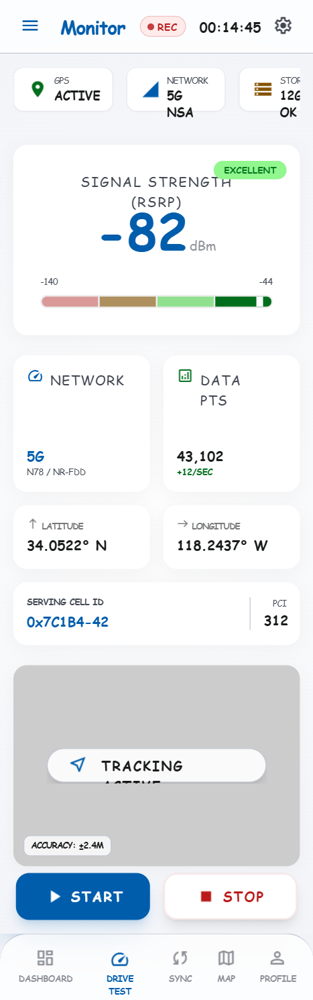 Monitor
REC
00:14:45
GPS
ACTIVE
NETWORK
5G
NSA
STOR
12G
OK
EXCELLENT
SIGNAL STRENGTH
(RSRP)
-82 dBm
-140
-44
NETWORK
5G
N78 / NR-FDD
DATA
PTS
43,102
+12/SEC
LATITUDE
34.0522° N
LONGITUDE
118.2437° W
SERVING CELL ID
0x7C1B4-42
PCI
312
TRACKING
ACTIVE
ACCURACY: ±2.4M
START
STOP
DASHBOARD
DRIVE
TEST
SYNC
MAP
PROFILE